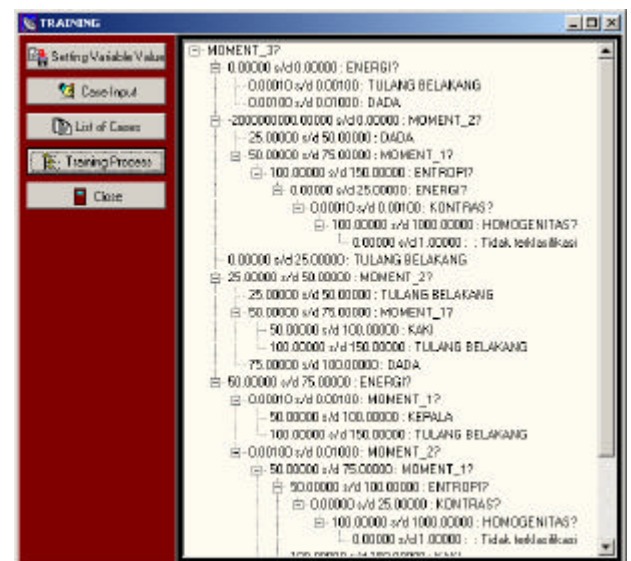 TRAINING
Setting Variable Value
Case Input
List of Cases
Training Process
Close
MOMENT_3?
0.00000 s/d 0.00000 : ENERGI?
0.00010 s/d 0.00100 : TULANG BELAKANG
0.00100 s/d 0.01000 : DADA
-2000000000.00000 s/d 0.00000 : MOMENT_2?
25.00000 s/d 50.00000 : DADA
50.00000 s/d 75.00000 : MOMENT_1?
100.00000 s/d 150.00000 : ENTROPI?
0.00000 s/d 25.00000 : ENERGI?
0.00010 s/d 0.00100 : KONTRAS?
100.00000 s/d 1000.00000 : HOMOGENITAS?
0.00000 s/d 1.00000 : : Tidak terklasifikasi
0.00000 s/d 25.00000 : TULANG BELAKANG
25.00000 s/d 50.00000 : MOMENT_2?
25.00000 s/d 50.00000 : TULANG BELAKANG
50.00000 s/d 75.00000 : MOMENT_1?
50.00000 s/d 100.00000 : KAKI
100.00000 s/d 150.00000 : TULANG BELAKANG
75.00000 s/d 100.00000 : DADA
50.00000 s/d 75.00000 : ENERGI?
0.00010 s/d 0.00100 : MOMENT_1?
50.00000 s/d 100.00000 : KEPALA
100.00000 s/d 150.00000 : TULANG BELAKANG
0.00100 s/d 0.01000 : MOMENT_2?
50.00000 s/d 75.00000 : MOMENT_1?
50.00000 s/d 100.00000 : ENTROPI?
0.00000 s/d 25.00000 : KONTRAS?
100.00000 s/d 1000.00000 : HOMOGENITAS?
0.00000 s/d 1.00000 : : Tidak terklasifikasi
100.00000 s/d 150.00000 : KAKI